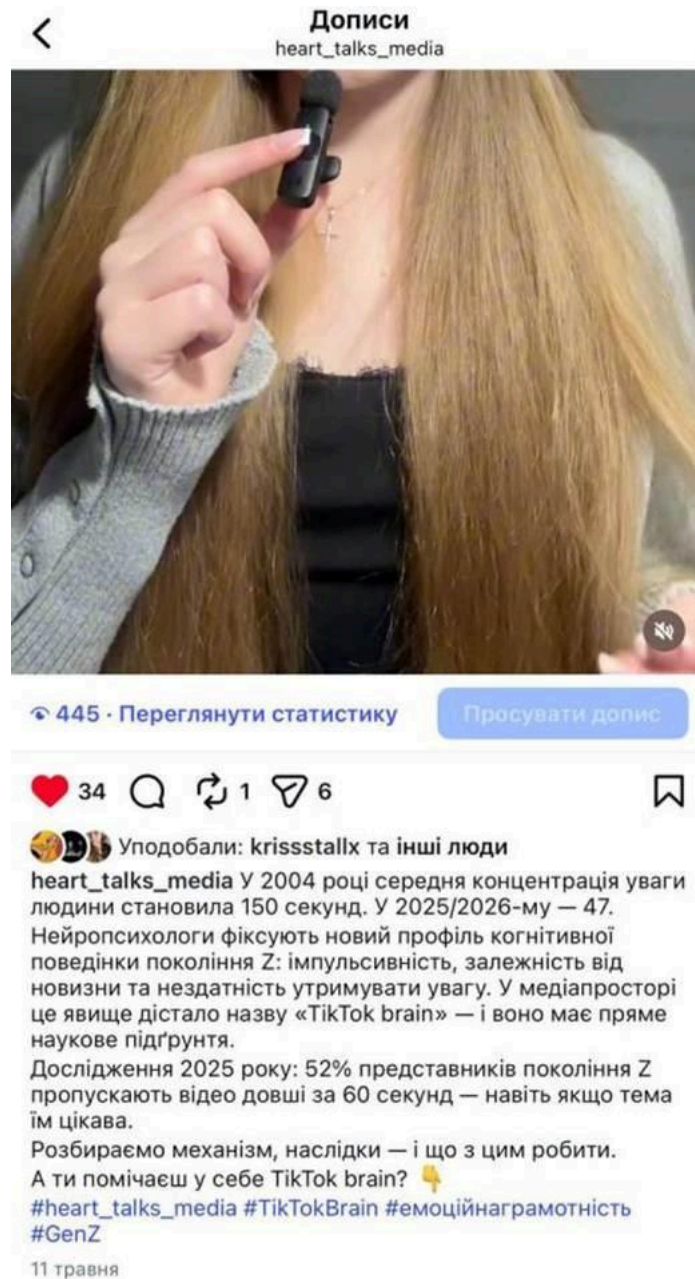 Дописи
heart_talks_media
445 · Переглянути статистику
Просувати допис
34
1
6
Уподобали: krissstallx та інші люди
heart_talks_media У 2004 році середня концентрація уваги
людини становила 150 секунд. У 2025/2026-му — 47.
Нейропсихологи фіксують новий профіль когнітивної
поведінки покоління Z: імпульсивність, залежність від
новизни та нездатність утримувати увагу. У медіапросторі
це явище дістало назву «TikTok brain» — і воно має пряме
наукове підґрунтя.
Дослідження 2025 року: 52% представників покоління Z
пропускають відео довші за 60 секунд — навіть якщо тема
їм цікава.
Розбираємо механізм, наслідки — і що з цим робити.
А ти помічаєш у себе TikTok brain? 👇
#heart_talks_media #TikTokBrain #емоційнаграмотність
#GenZ
11 травня